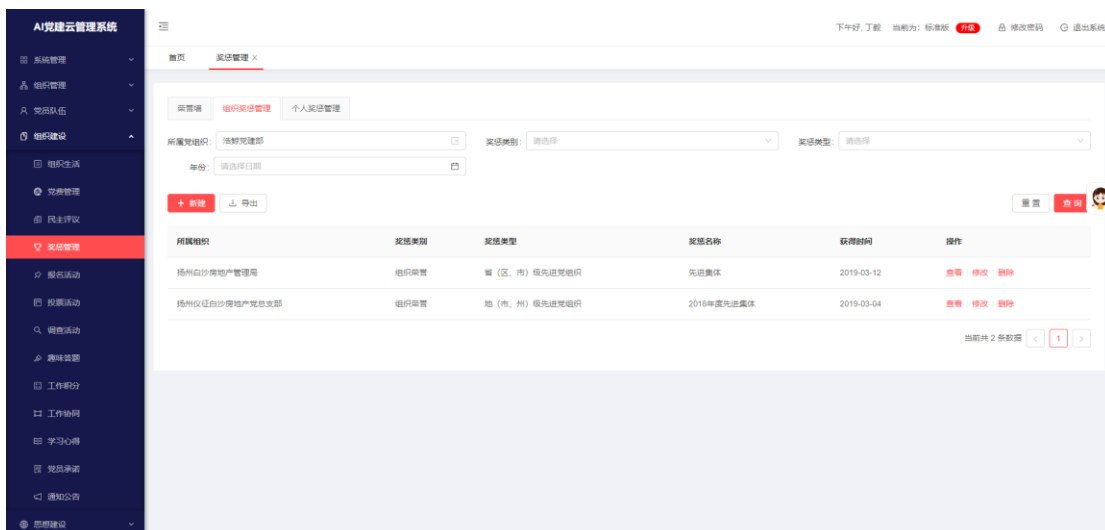 AI党建云管理系统
下午好, 丁毅 当前为: 标准版 升级 修改密码 退出系统
系统管理
组织管理
党员队伍
组织建设
组织生活
党费管理
民主评议
奖惩管理
报名活动
投票活动
调查活动
趣味答题
工作积分
工作协同
学习心得
党员承诺
通知公告
思想建设
首页 奖惩管理 ×
荣誉墙 组织奖惩管理 个人奖惩管理
所属党组织: 浩鲸党建部 奖惩类别: 请选择 奖惩类型: 请选择
年份: 请选择日期
+ 新建 导出 重置 查询
所属组织 奖惩类别 奖惩类型 奖惩名称 获得时间 操作
扬州白沙房地产管理局 组织荣誉 省（区、市）级先进党组织 先进集体 2019-03-12 查看 修改 删除
扬州仪征白沙房地产党总支部 组织荣誉 地（市、州）级先进党组织 2018年度先进集体 2019-03-04 查看 修改 删除
当前共 2 条数据 < 1 >